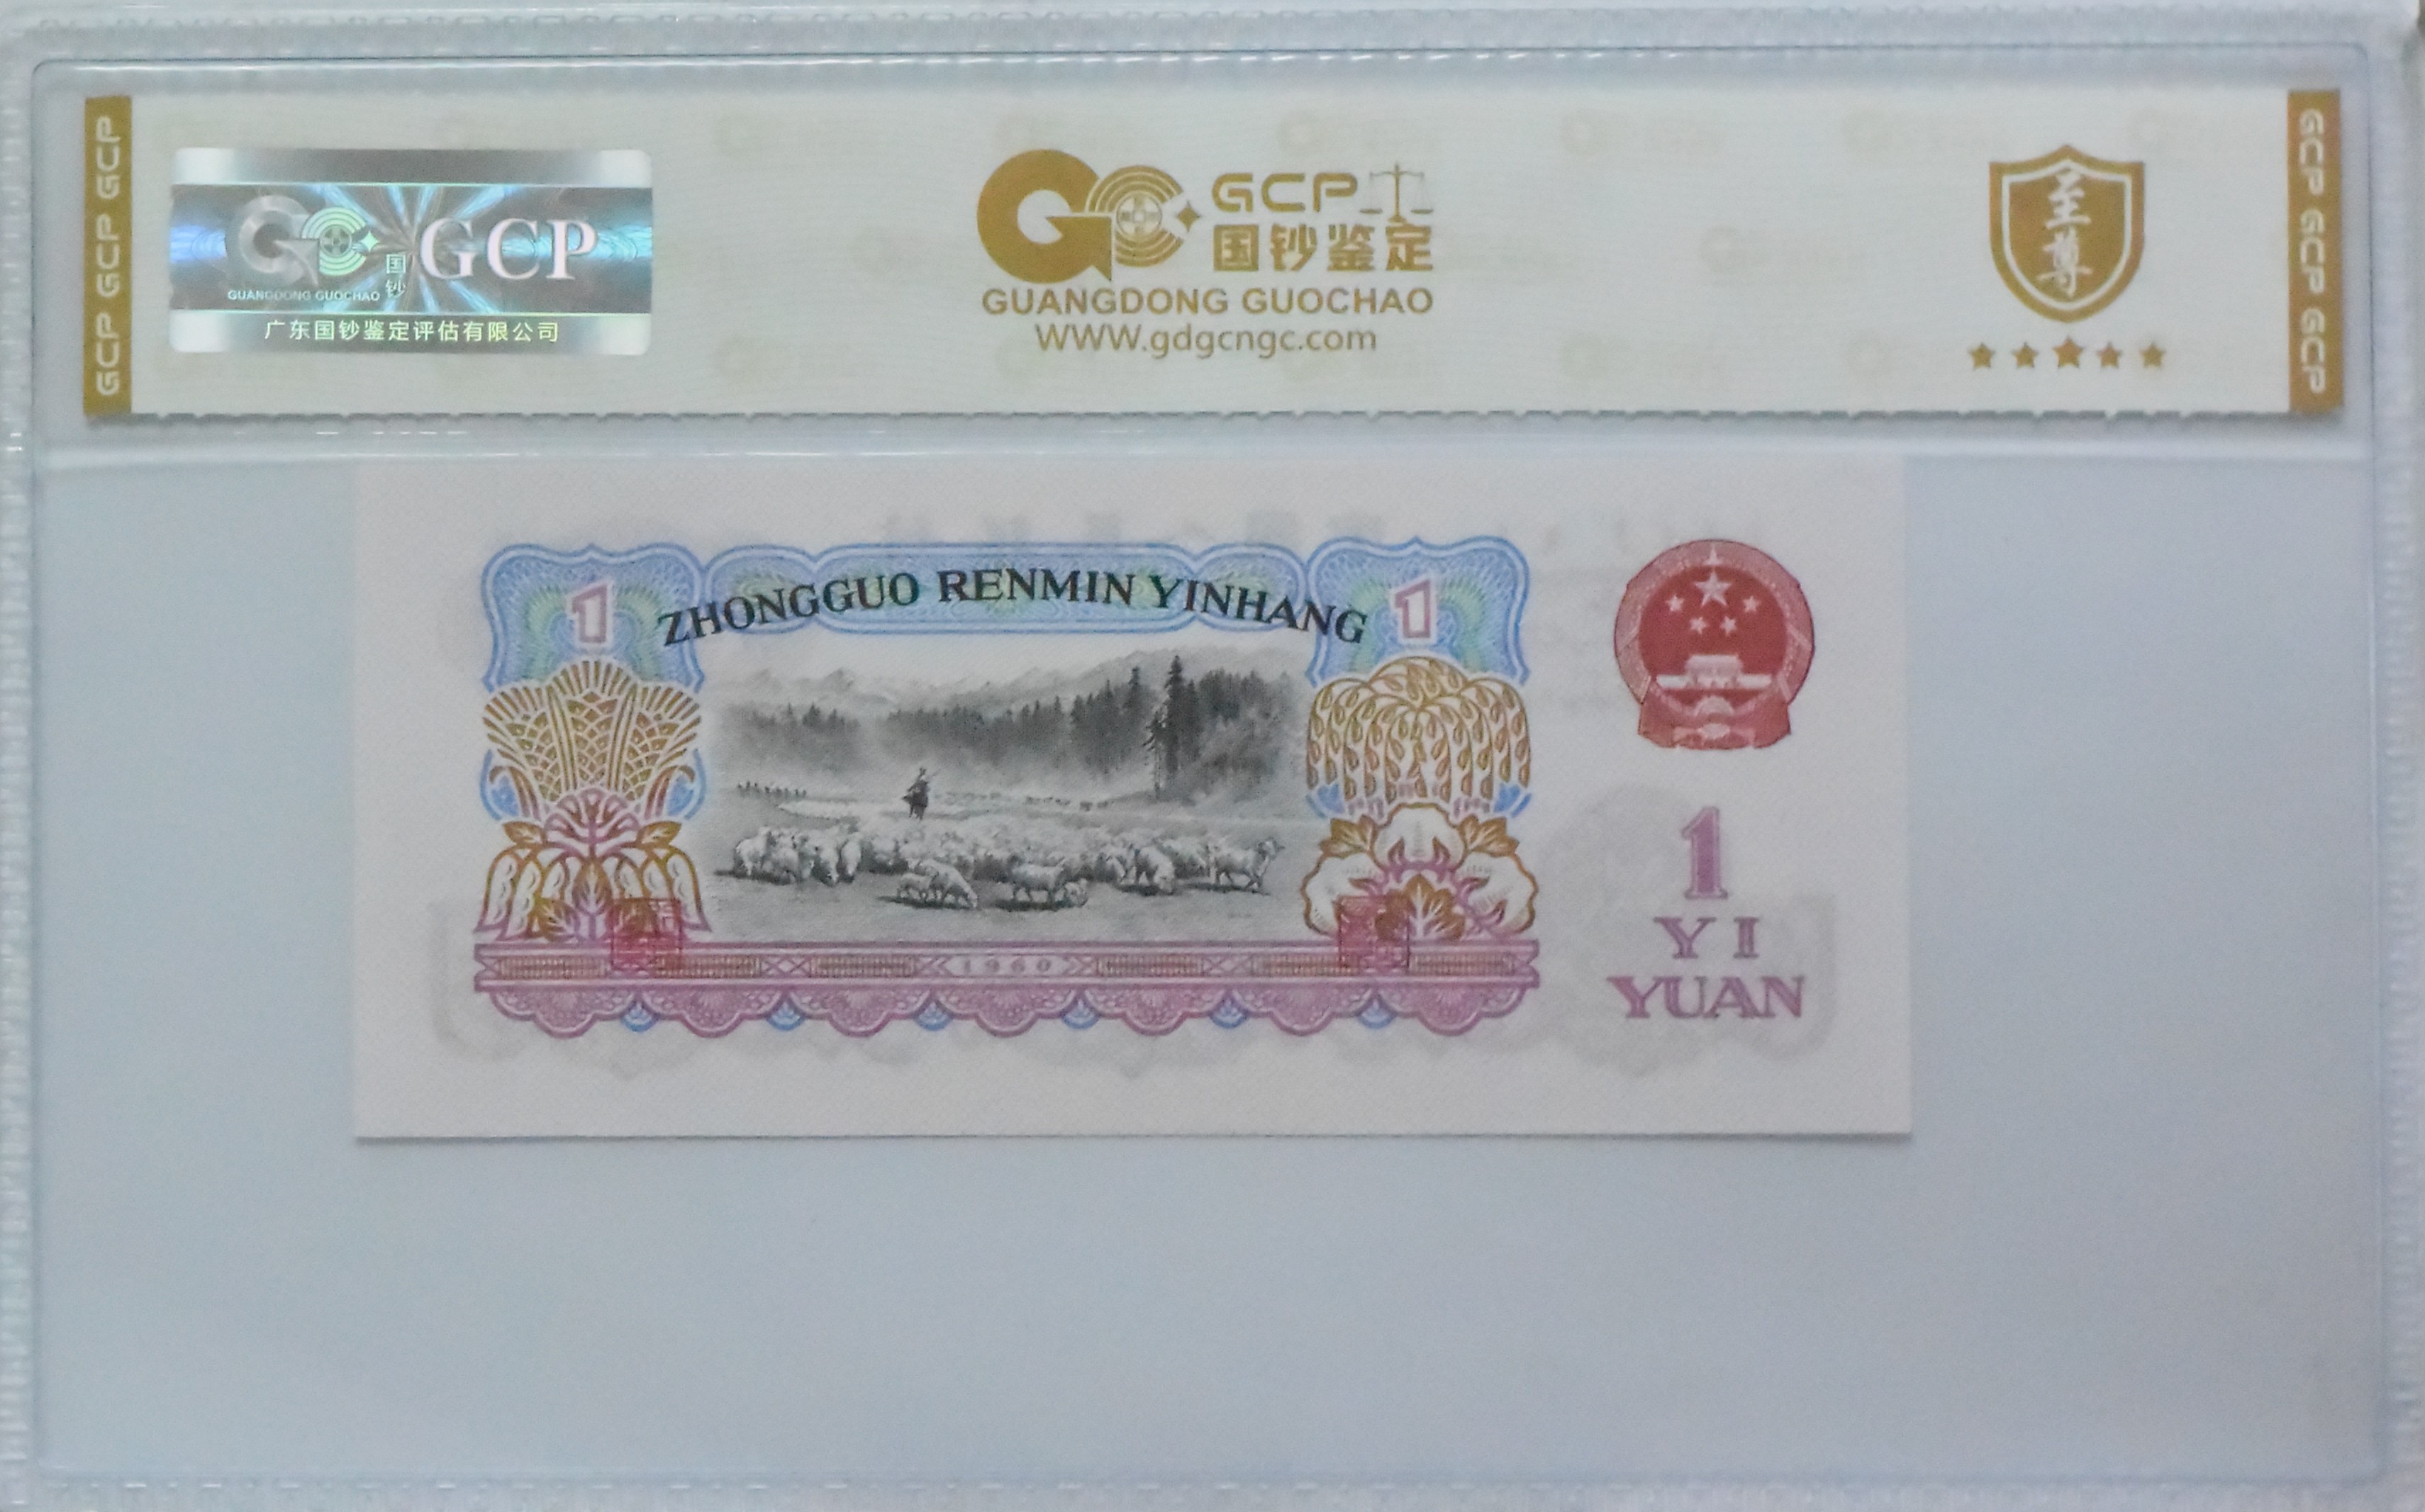 GCP GCP GCP
GCP
国钞
GUANGDONG GUOCHAO
广东国钞鉴定评估有限公司
GCP
国钞鉴定
GUANGDONG GUOCHAO
WWW.gdgcngc.com
至尊
GCP GCP GCP
1
ZHONGGUO RENMIN YINHANG
1
1960
1
YI
YUAN